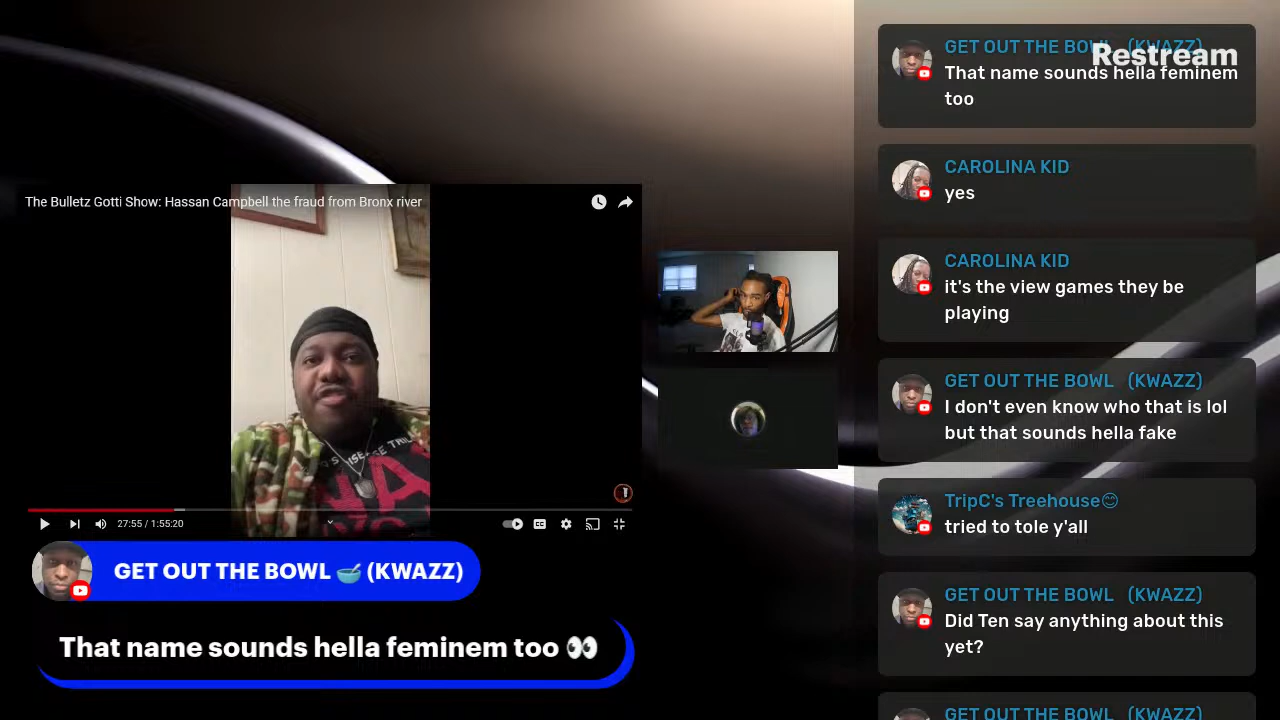 The Bulletz Gotti Show: Hassan Campbell the fraud from Bronx river
27:55 / 1:55:20
CC
GET OUT THE BOWL 🥣 (KWAZZ)
That name sounds hella feminem too 👀
Restream
GET OUT THE BOWL (KWAZZ)
That name sounds hella feminem
too
CAROLINA KID
yes
CAROLINA KID
it's the view games they be
playing
GET OUT THE BOWL (KWAZZ)
I don't even know who that is lol
but that sounds hella fake
TripC's Treehouse😊
tried to tole y'all
GET OUT THE BOWL (KWAZZ)
Did Ten say anything about this
yet?
GET OUT THE BOWL (KWAZZ)